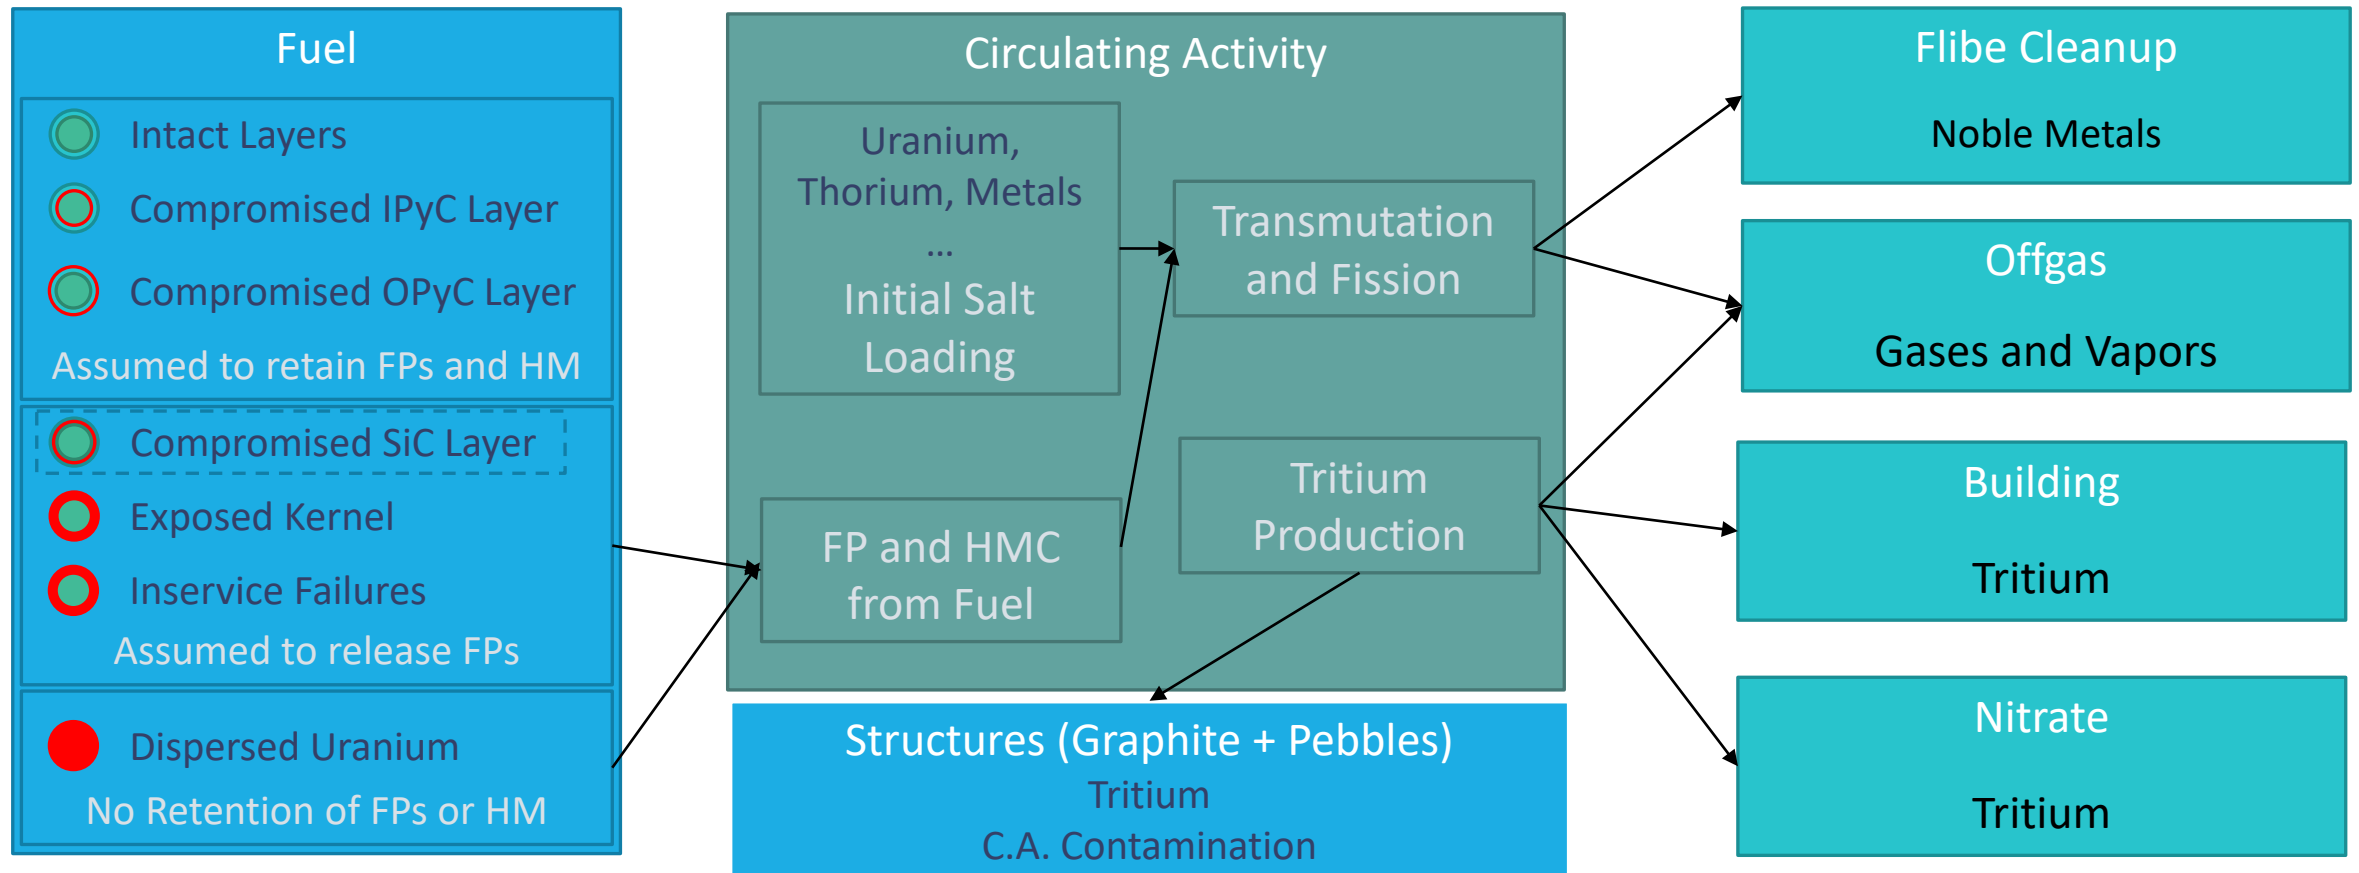 Fuel
Intact Layers
Compromised IPyC Layer
Compromised OPyC Layer
Assumed to retain FPs and HM
Compromised SiC Layer
Exposed Kernel
Inservice Failures
Assumed to release FPs
Dispersed Uranium
No Retention of FPs or HM
Circulating Activity
Uranium,
Thorium, Metals
...
Initial Salt
Loading
FP and HMC
from Fuel
Transmutation
and Fission
Tritium
Production
Structures (Graphite + Pebbles)
Tritium
C.A. Contamination
Flibe Cleanup
Noble Metals
Offgas
Gases and Vapors
Building
Tritium
Nitrate
Tritium